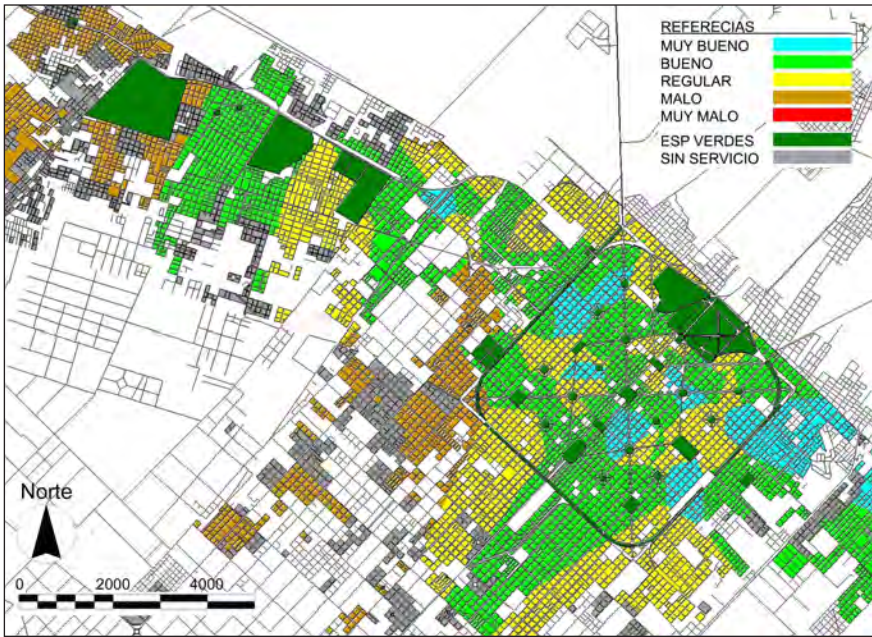 REFERECIAS
MUY BUENO
BUENO
REGULAR
MALO
MUY MALO
ESP VERDES
SIN SERVICIO
Norte
0 2000 4000